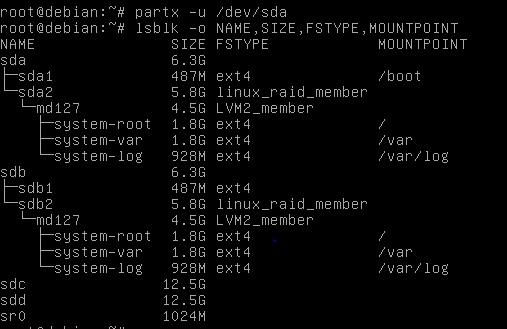 root@debian:~# partx -u /dev/sda
root@debian:~# lsblk -o NAME,SIZE,FSTYPE,MOUNTPOINT
NAME                SIZE FSTYPE            MOUNTPOINT
sda                 6.3G
├─sda1              487M ext4              /boot
└─sda2              5.8G linux_raid_member
  └─md127           4.5G LVM2_member
    ├─system-root   1.8G ext4              /
    ├─system-var    1.8G ext4              /var
    └─system-log    928M ext4              /var/log
sdb                 6.3G
├─sdb1              487M ext4
└─sdb2              5.8G linux_raid_member
  └─md127           4.5G LVM2_member
    ├─system-root   1.8G ext4              /
    ├─system-var    1.8G ext4              /var
    └─system-log    928M ext4              /var/log
sdc                12.5G
sdd                12.5G
sr0                1024M